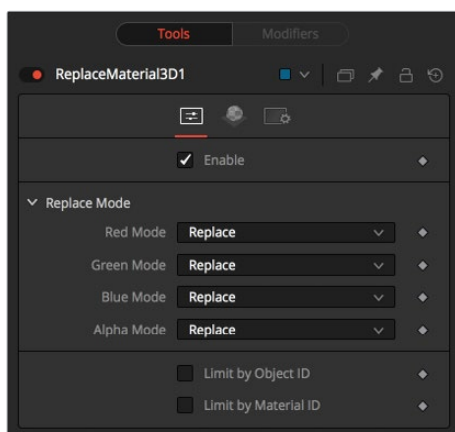 Tools Modifiers
ReplaceMaterial3D1
Enable
Replace Mode
Red Mode Replace
Green Mode Replace
Blue Mode Replace
Alpha Mode Replace
Limit by Object ID
Limit by Material ID